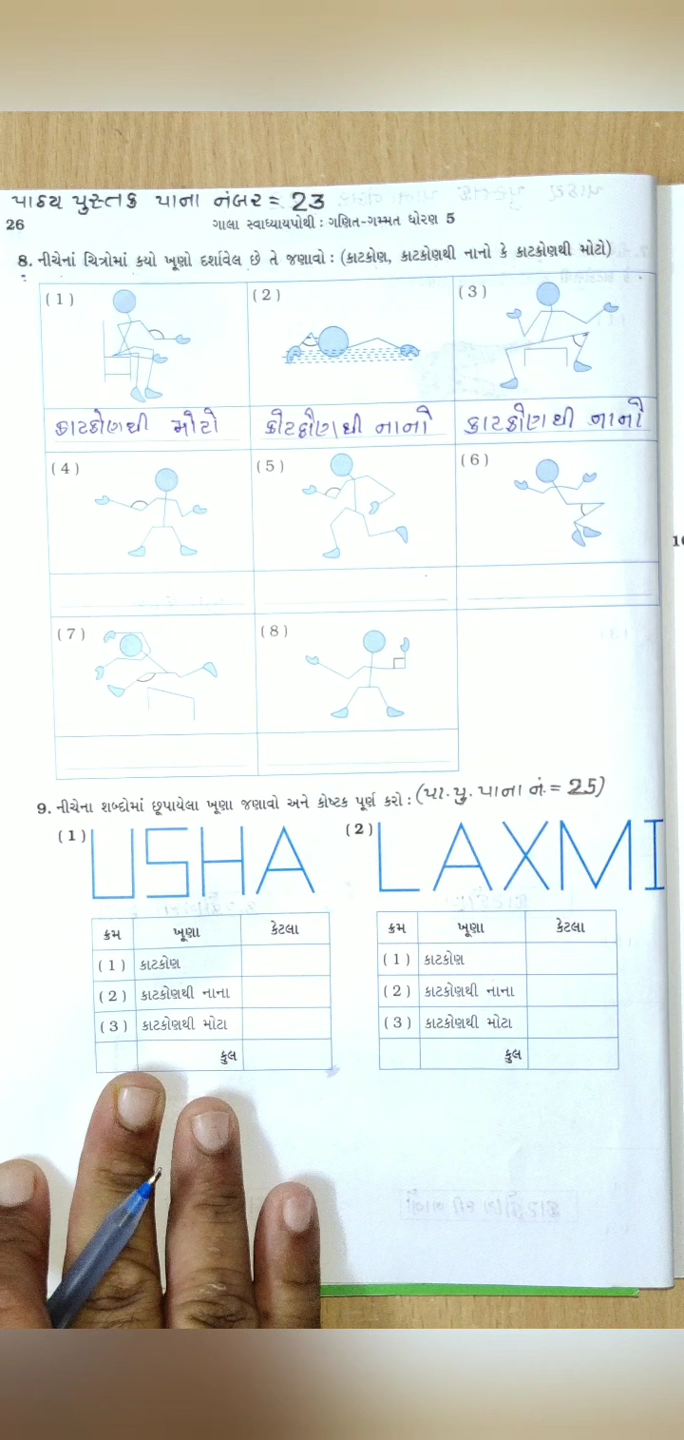 પાઠ્ય પુસ્તક પાના નંબર = 23
26 ગાલા સ્વાધ્યાયપોથી : ગણિત-ગમ્મત ધોરણ 5
8. નીચેનાં ચિત્રોમાં કયો ખૂણો દર્શાવેલ છે તે જણાવો : (કાટકોણ, કાટકોણથી નાનો કે કાટકોણથી મોટો)
(1) (2) (3)
કાટકોણથી મોટો કાટકોણથી નાનો કાટકોણથી નાનો
(4) (5) (6)
(7) (8)
9. નીચેના શબ્દોમાં છૂપાયેલા ખૂણા જણાવો અને કોષ્ટક પૂર્ણ કરો : (પા.પુ. પાના નં. = 25)
(1) USHA (2) LAXMI
ક્રમ ખૂણા કેટલા ક્રમ ખૂણા કેટલા
(1) કાટકોણ (1) કાટકોણ
(2) કાટકોણથી નાના (2) કાટકોણથી નાના
(3) કાટકોણથી મોટા (3) કાટકોણથી મોટા
કુલ કુલ